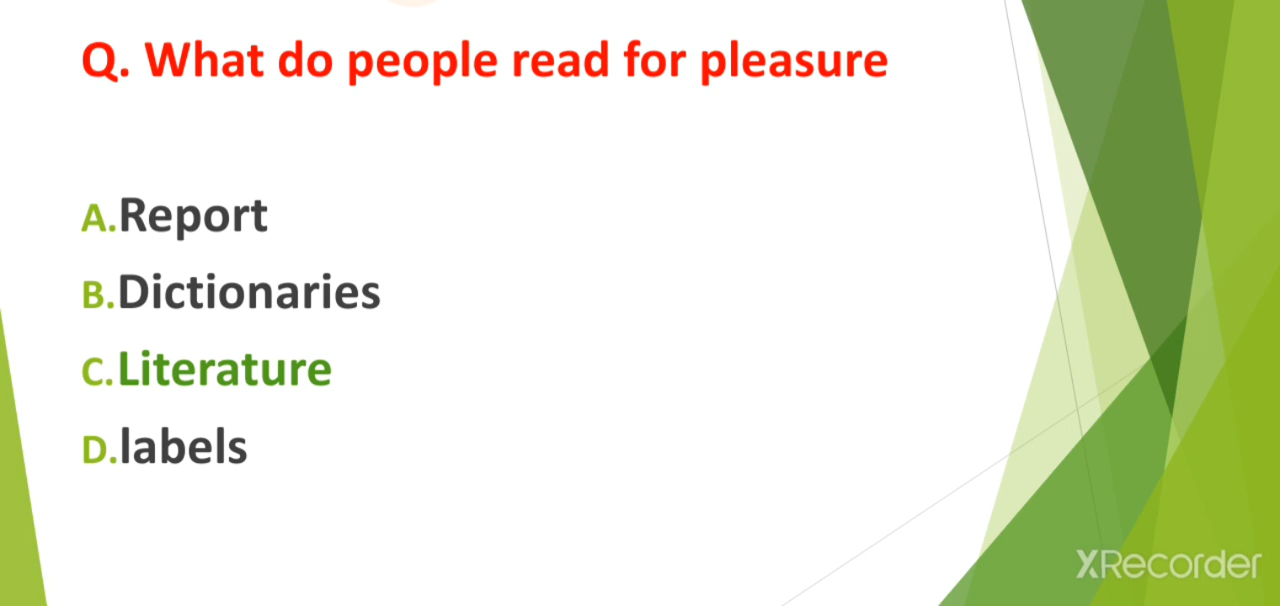 Q. What do people read for pleasure
A.Report
B.Dictionaries
C.Literature
D.labels
XRecorder